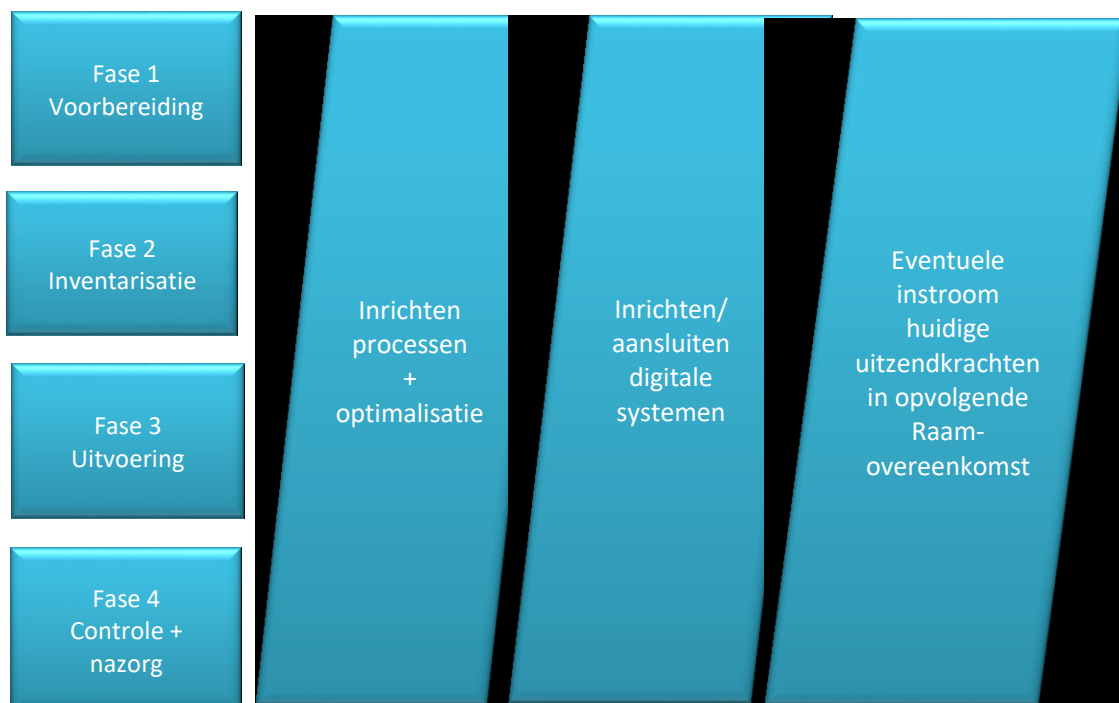 Fase 1
Voorbereiding
Fase 2
Inventarisatie
Fase 3
Uitvoering
Fase 4
Controle +
nazorg
Inrichten
processen
+
optimalisatie
Inrichten/
aansluiten
digitale
systemen
Eventuele
instroom
huidige
uitzendkrachten
in opvolgende
Raam-
overeenkomst